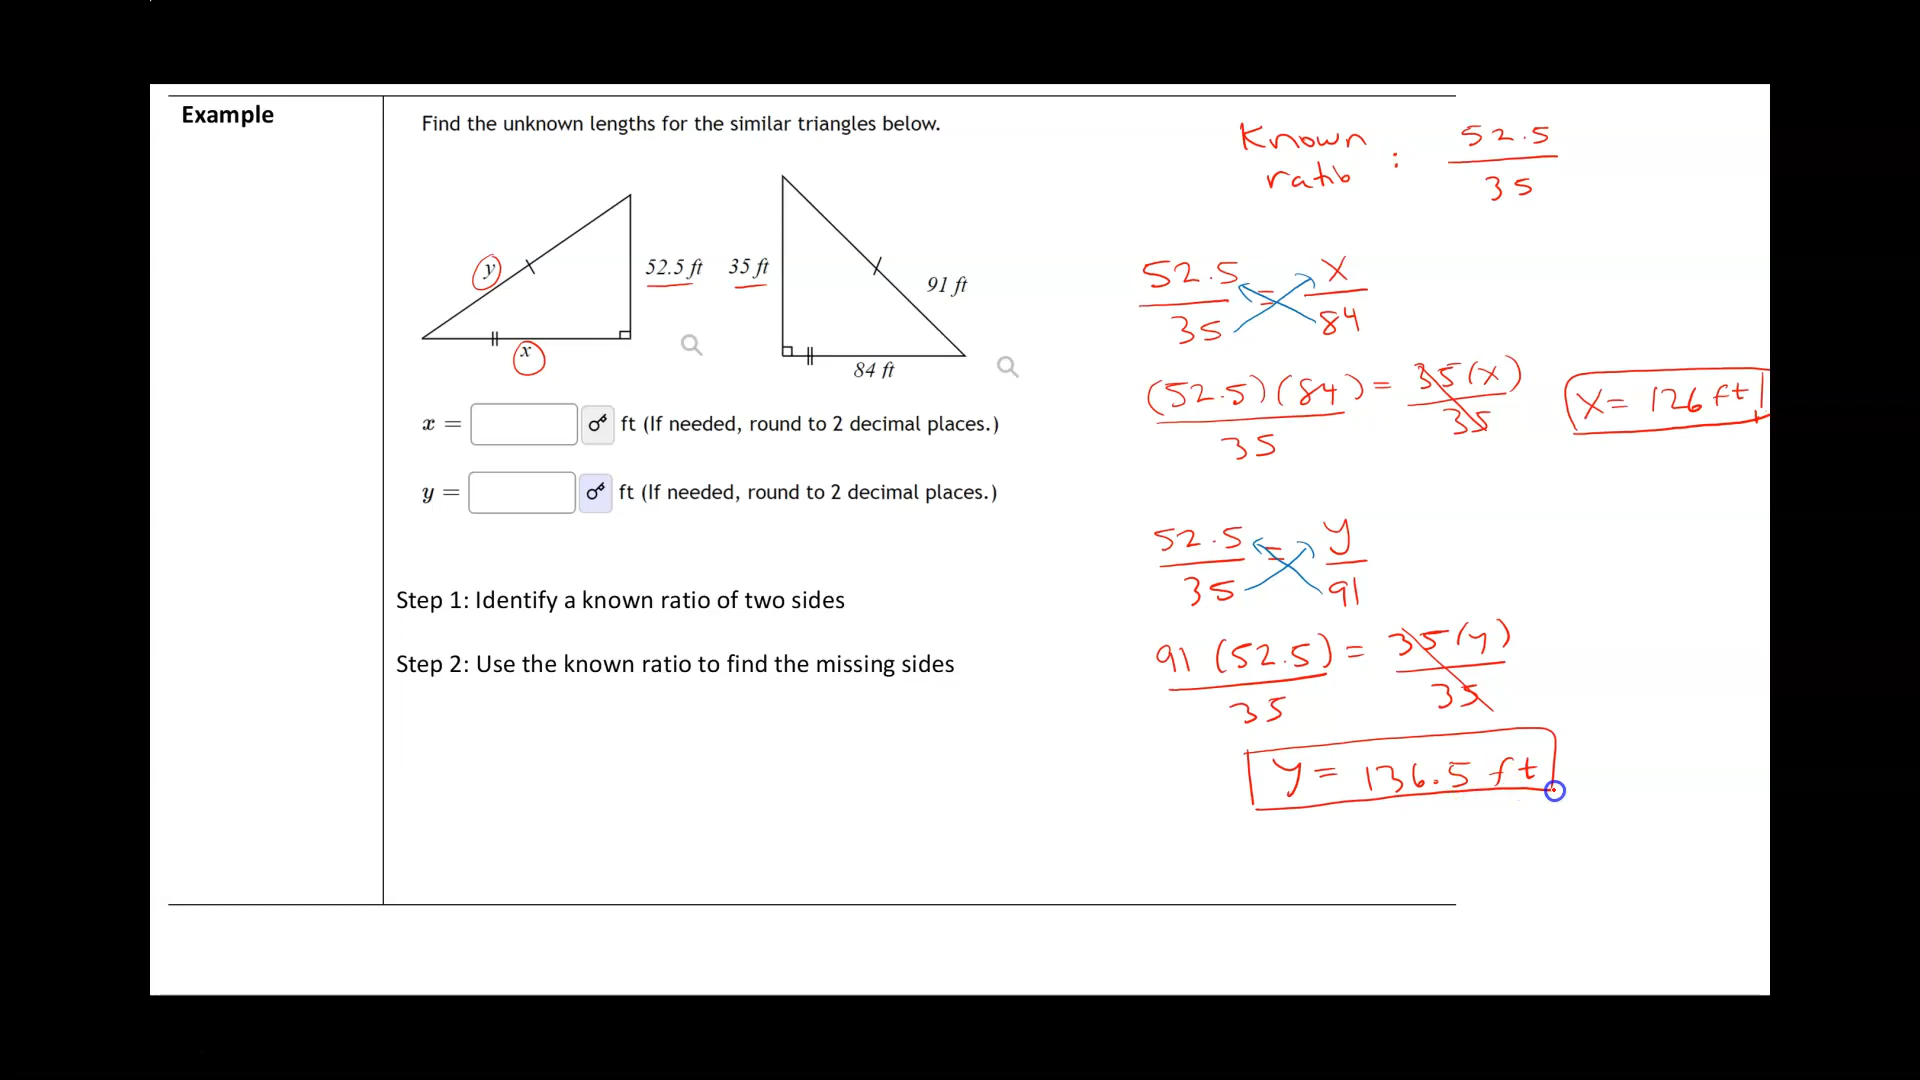 Example
Find the unknown lengths for the similar triangles below.
y
52.5 ft
x
35 ft
91 ft
84 ft
x = ft (If needed, round to 2 decimal places.)
y = ft (If needed, round to 2 decimal places.)
Step 1: Identify a known ratio of two sides
Step 2: Use the known ratio to find the missing sides
Known ratio : 52.5/35
52.5/35 = x/84
(52.5)(84)/35 = 35(x)/35
x = 126 ft
52.5/35 = y/91
91(52.5)/35 = 35(y)/35
y = 136.5 ft